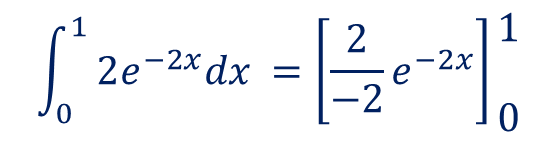 ∫₀¹ 2e⁻²ˣ dx = [2/−2 e⁻²ˣ]₀¹